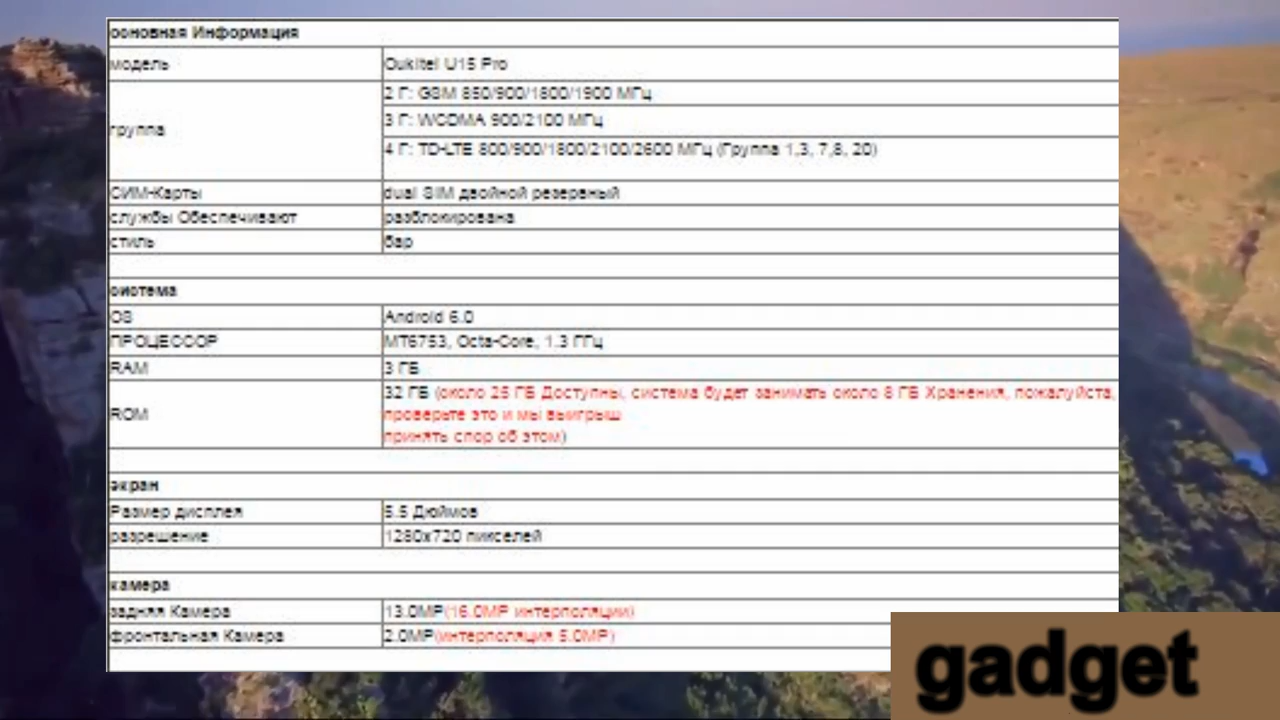 основная Информация
модель Oukitel U15 Pro
группа
2 Г: GSM 850/900/1800/1900 МГц
3 Г: WCDMA 900/2100 МГц
4 Г: TD-LTE 800/900/1800/2100/2600 МГц (Группа 1,3, 7,8, 20)
СИМ-Карты dual SIM двойной резервный
службы Обеспечивают разблокирована
стиль бар
система
OS Android 6.0
ПРОЦЕССОР MT6753, Octa-Core, 1.3 ГГц
RAM 3 ГБ
ROM
32 ГБ (около 25 ГБ Доступны, система будет занимать около 8 ГБ Хранения, пожалуйста,
проверьте это и мы выигрыш
принять спор об этом)
экран
Размер дисплея 5.5 Дюймов
разрешение 1280x720 пикселей
камера
задняя Камера 13.0MP(16.0MP интерполяции)
фронтальная Камера 2.0MP(интерполяция 5.0MP)
gadget